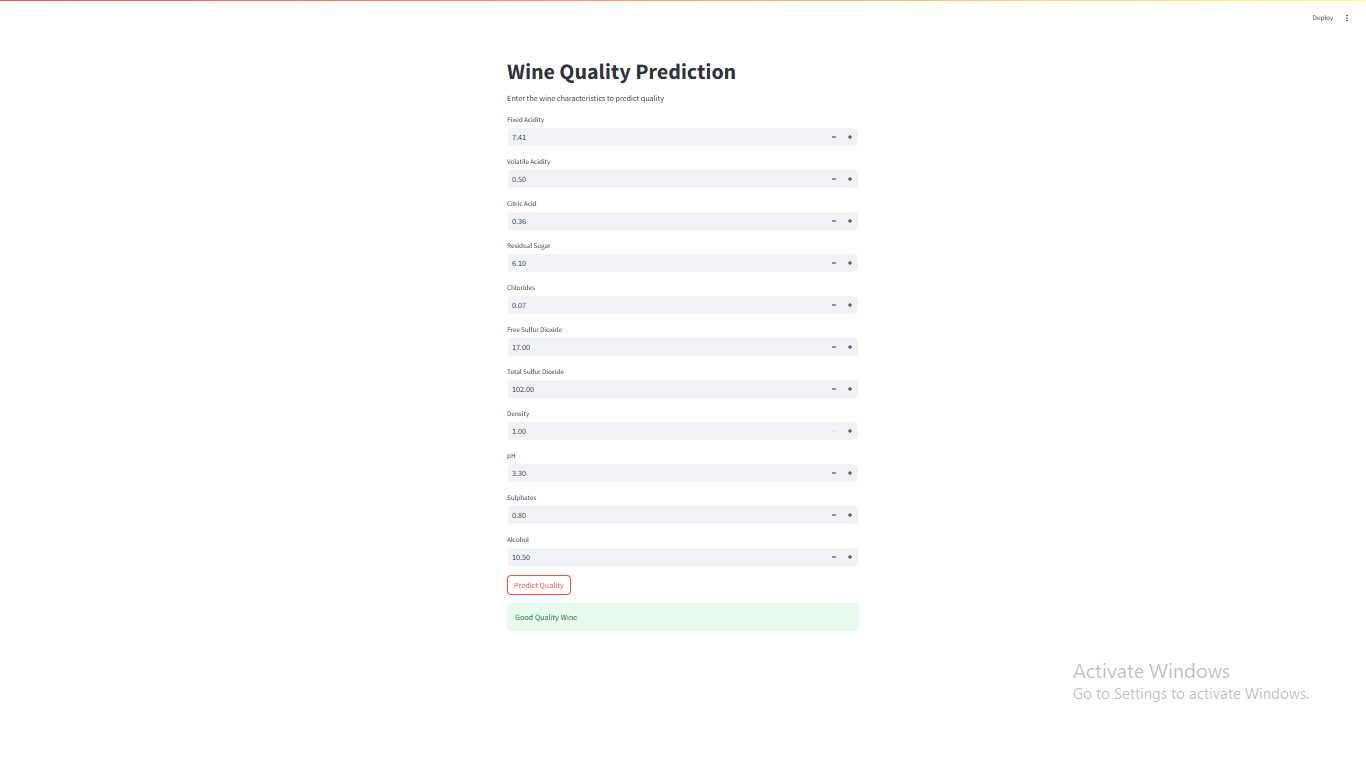 Deploy
Wine Quality Prediction
Enter the wine characteristics to predict quality
Fixed Acidity
7.41
Volatile Acidity
0.50
Citric Acid
0.36
Residual Sugar
6.10
Chlorides
0.07
Free Sulfur Dioxide
17.00
Total Sulfur Dioxide
102.00
Density
1.00
pH
3.30
Sulphates
0.80
Alcohol
10.50
Predict Quality
Good Quality Wine
Activate Windows
Go to Settings to activate Windows.